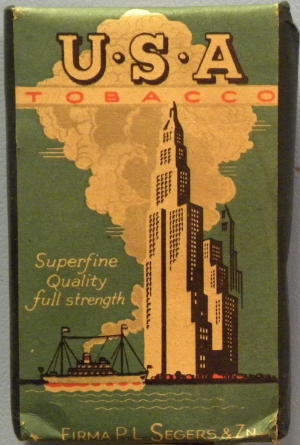 U·S·A
TOBACCO
Superfine
Quality
full strength
FIRMA P.L. SEGERS & ZN